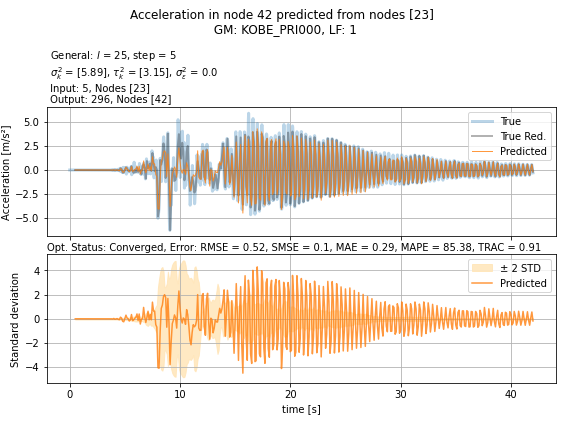 Acceleration in node 42 predicted from nodes [23]
GM: KOBE_PRI000, LF: 1
General: l = 25, step = 5
σ²ₖ = [5.89], τ²ₖ = [3.15], σ²ε = 0.0
Input: 5, Nodes [23]
Output: 296, Nodes [42]
Acceleration [m/s²]
5.0
2.5
0.0
−2.5
−5.0
True
True Red.
Predicted
Opt. Status: Converged, Error: RMSE = 0.52, SMSE = 0.1, MAE = 0.29, MAPE = 85.38, TRAC = 0.91
Standard deviation
4
2
0
−2
−4
± 2 STD
Predicted
0 10 20 30 40
time [s]